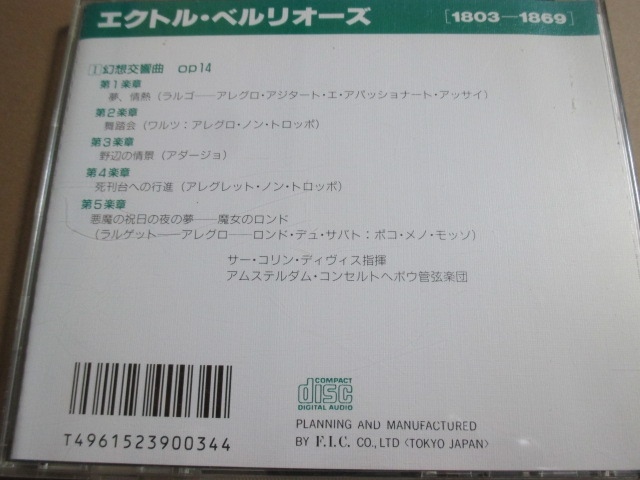 エクトル・ベルリオーズ [1803—1869]
1幻想交響曲 op14
第1楽章
夢、情熱(ラルゴ——アレグロ・アジタート・エ・アパッショナート・アッサイ)
第2楽章
舞踏会(ワルツ:アレグロ・ノン・トロッポ)
第3楽章
野辺の情景(アダージョ)
第4楽章
死刊台への行進(アレグレット・ノン・トロッポ)
第5楽章
悪魔の祝日の夜の夢——魔女のロンド
(ラルゲット——アレグロ——ロンド・デュ・サバト:ポコ・メノ・モッソ)
サー・コリン・ディヴィス指揮
アムステルダム・コンセルトヘボウ管弦楽団
COMPACT
disc
DIGITAL AUDIO
PLANNING AND MANUFACTURED
BY F.I.C. CO.,LTD〈TOKYO JAPAN〉
T4961523900344